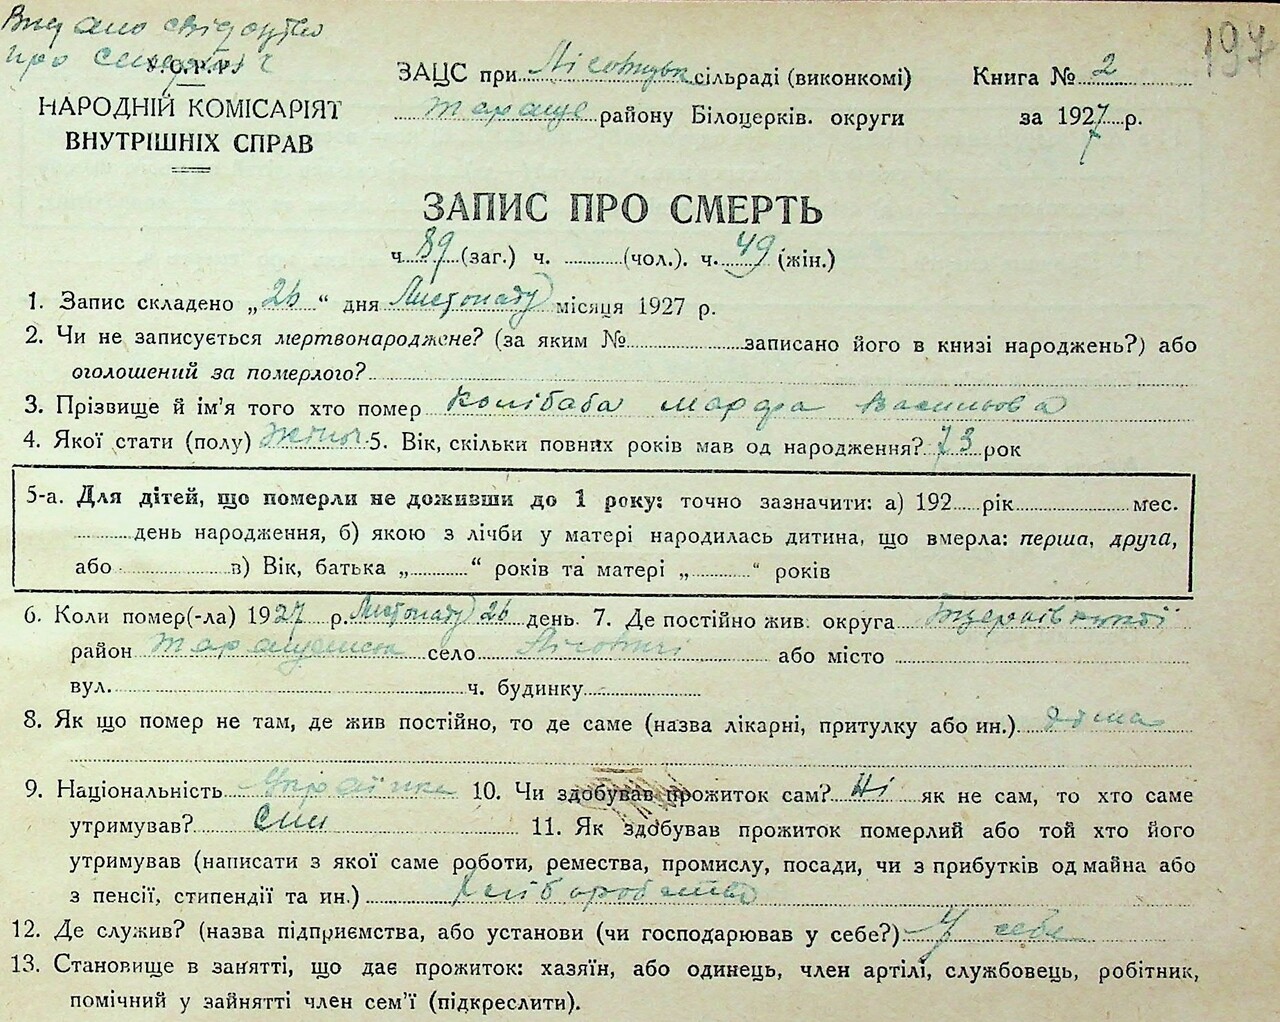 Видано свідоцтво
про смерть
197
У.С.Р.Р.
НАРОДНІЙ КОМІСАРІЯТ
ВНУТРІШНІХ СПРАВ
ЗАЦС при Лісовицьк сільраді (виконкомі)
Тараще району Білоцерків. округи
Книга № 2
за 1927 р.
ЗАПИС ПРО СМЕРТЬ
ч. 89 (заг.) ч. (чол.). ч. 49 (жін.)
1. Запис складено „26“ дня Листопаду місяця 1927 р.
2. Чи не записується мертвонароджене? (за яким № записано його в книзі народжень?) або
оголошений за померлого?
3. Прізвище й ім'я того хто помер Колібаба Марфа Васильова
4. Якої стати (полу) Жіноч 5. Вік, скільки повних років мав од народження? 73 рок
5-а. Для дітей, що померли не доживши до 1 року: точно зазначити: а) 192 рік мес.
день народження, б) якою з лічби у матері народилась дитина, що вмерла: перша, друга,
або в) Вік, батька „ “ років та матері „ “ років
6. Коли помер(-ла) 1927 р. Листопаду 26 день. 7. Де постійно жив: округа
район село Лісовичі або місто
вул. ч. будинку
8. Як що помер не там, де жив постійно, то де саме (назва лікарні, притулку або ин.) дома
9. Національність Українка 10. Чи здобував прожиток сам? Ні як не сам, то хто саме
утримував? Син 11. Як здобував прожиток померлий або той хто його
утримував (написати з якої саме роботи, ремества, промислу, посади, чи з прибутків од майна або
з пенсії, стипендії та ин.) Хліборобство
12. Де служив? (назва підприємства, або установи (чи господарював у себе?) У себе
13. Становище в занятті, що дає прожиток: хазяїн, або одинець, член артілі, службовець, робітник,
помічний у зайнятті член сем'ї (підкреслити).